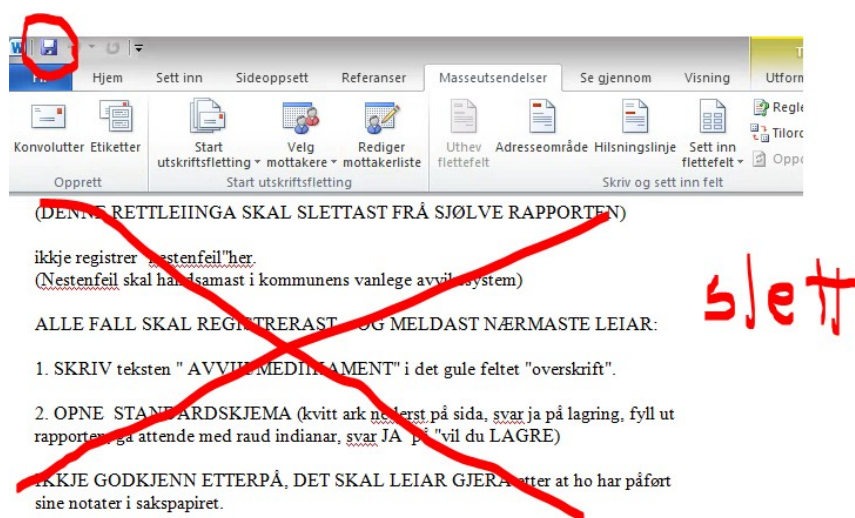 W
Hjem Sett inn Sideoppsett Referanser Masseutsendelser Se gjennom Visning Utform
Konvolutter Etiketter Start utskriftsfletting Velg mottakere Rediger mottakerliste Uthev flettefelt Adresseområde Hilsningslinje Sett inn flettefelt Regle Tilord Oppd
Opprett Start utskriftsfletting Skriv og sett inn felt
(DENNE RETTLEIINGA SKAL SLETTAST FRÅ SJØLVE RAPPORTEN)
ikkje registrer "nestenfeil"her.
(Nestenfeil skal handsamast i kommunens vanlege avvikssystem)
slett
ALLE FALL SKAL REGISTRERAST OG MELDAST NÆRMASTE LEIAR:
1. SKRIV teksten " AVVIK MEDIKAMENT" i det gule feltet "overskrift".
2. OPNE STANDARDSKJEMA (kvitt ark nederst på sida, svar ja på lagring, fyll ut
rapporten, gå attende med raud indianar, svar JA på "vil du LAGRE)
IKKJE GODKJENN ETTERPÅ, DET SKAL LEIAR GJERA etter at ho har påført
sine notater i sakspapiret.